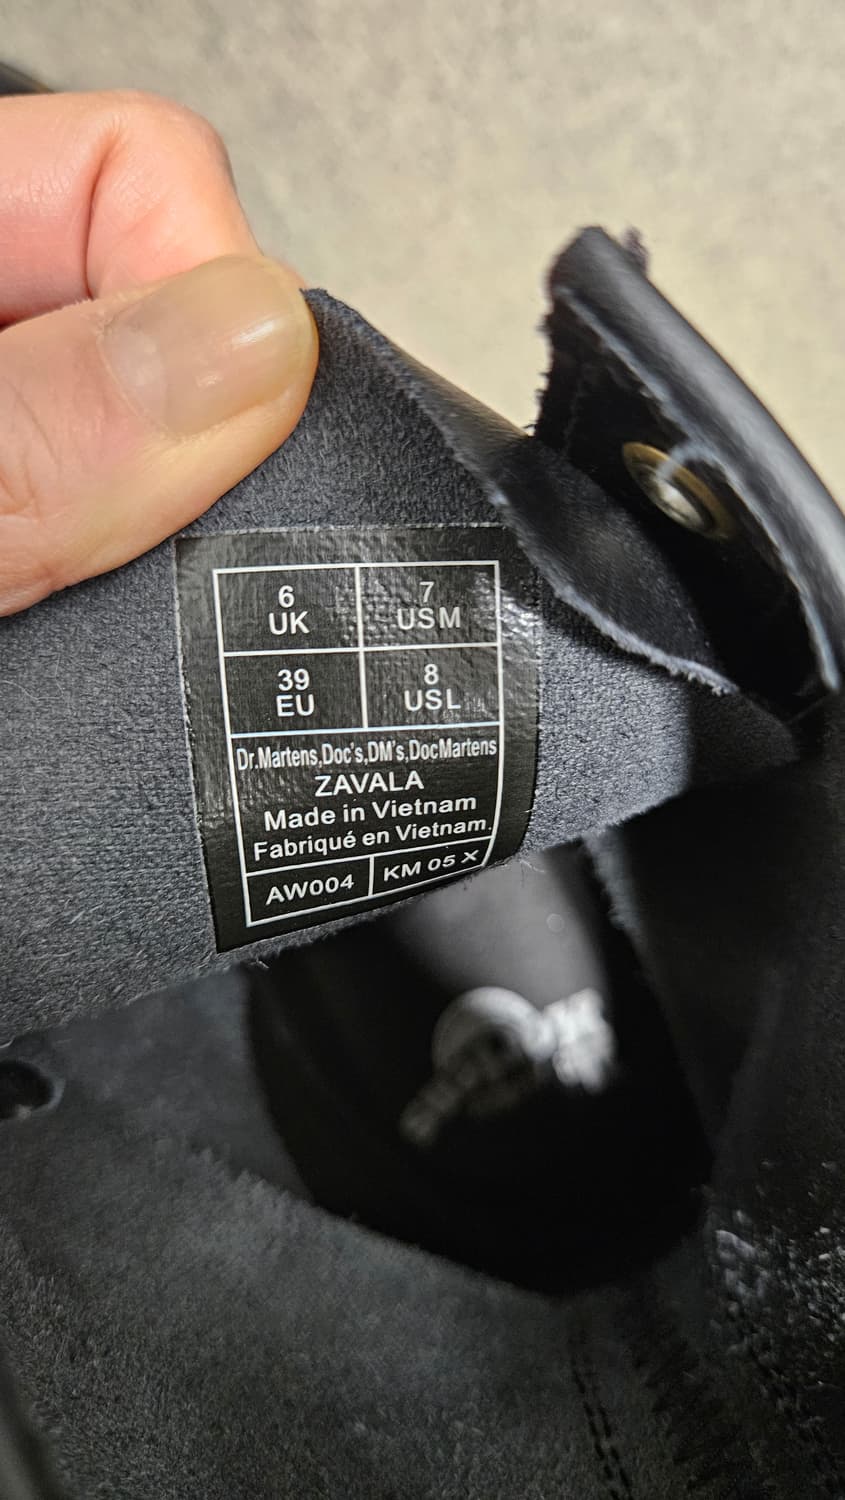 6 UK
7 USM
39 EU
8 USL
Dr.Martens,Doc's,DM's,DocMartens
ZAVALA
Made in Vietnam
Fabriqué en Vietnam.
AW004
KM 05 X